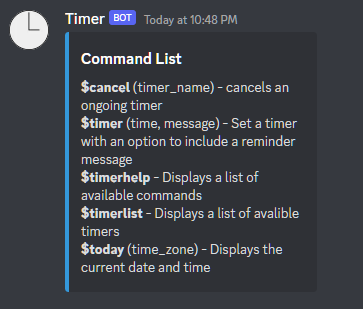 Timer BOT Today at 10:48 PM
Command List
$cancel (timer_name) - cancels an
ongoing timer
$timer (time, message) - Set a timer
with an option to include a reminder
message
$timerhelp - Displays a list of
available commands
$timerlist - Displays a list of avalible
timers
$today (time_zone) - Displays the
current date and time